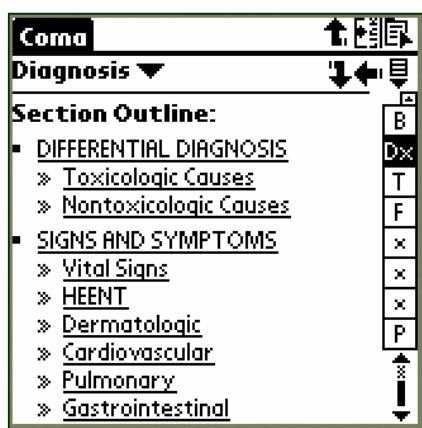 Coma
Diagnosis
Section Outline:
DIFFERENTIAL DIAGNOSIS
» Toxicologic Causes
» Nontoxicologic Causes
SIGNS AND SYMPTOMS
» Vital Signs
» HEENT
» Dermatologic
» Cardiovascular
» Pulmonary
» Gastrointestinal
B
Dx
T
F
x
x
x
P